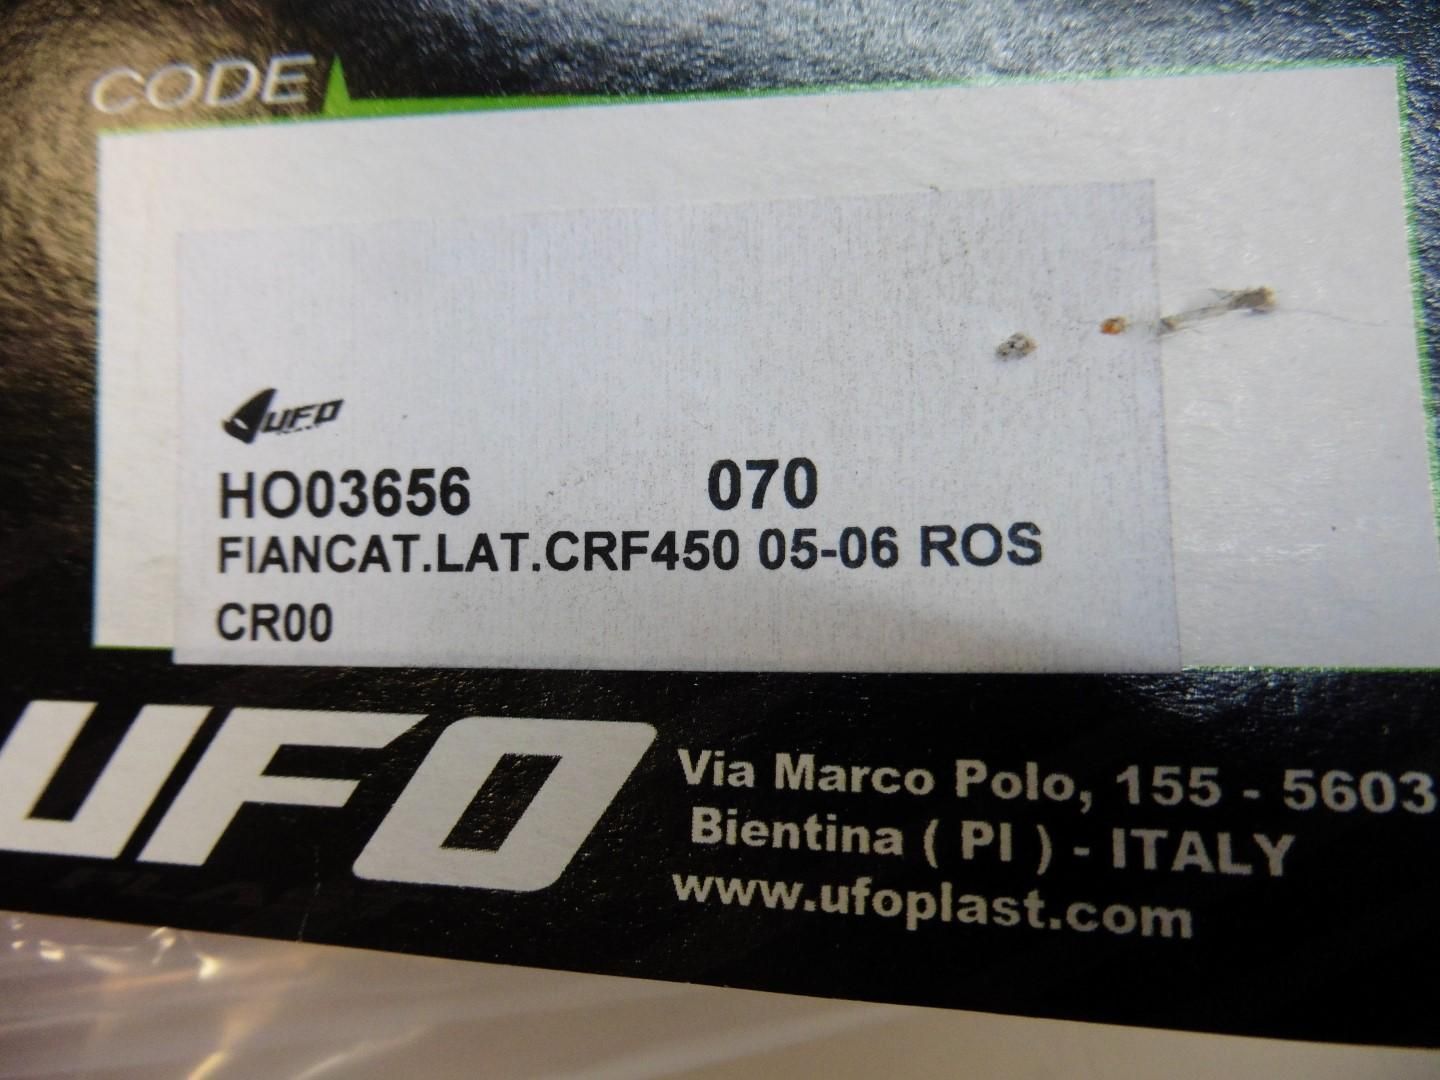 CODE
UFO
HO03656 070
FIANCAT.LAT.CRF450 05-06 ROS
CR00
UFO
Via Marco Polo, 155 - 5603
Bientina ( PI ) - ITALY
www.ufoplast.com